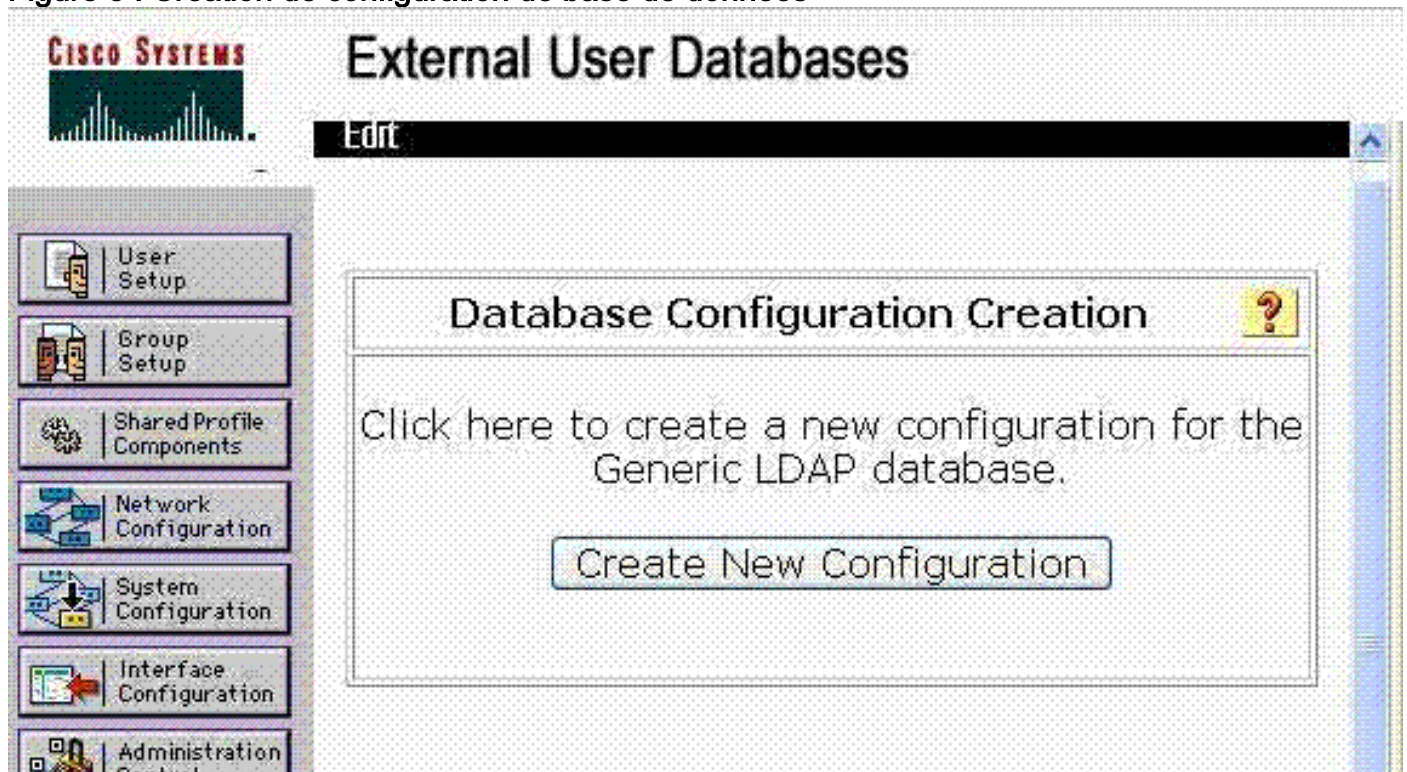 Cisco Systems
External User Databases
Edit
User
Setup
Group
Setup
Shared Profile
Components
Network
Configuration
System
Configuration
Interface
Configuration
Administration
Database Configuration Creation
?
Click here to create a new configuration for the
Generic LDAP database.
Create New Configuration